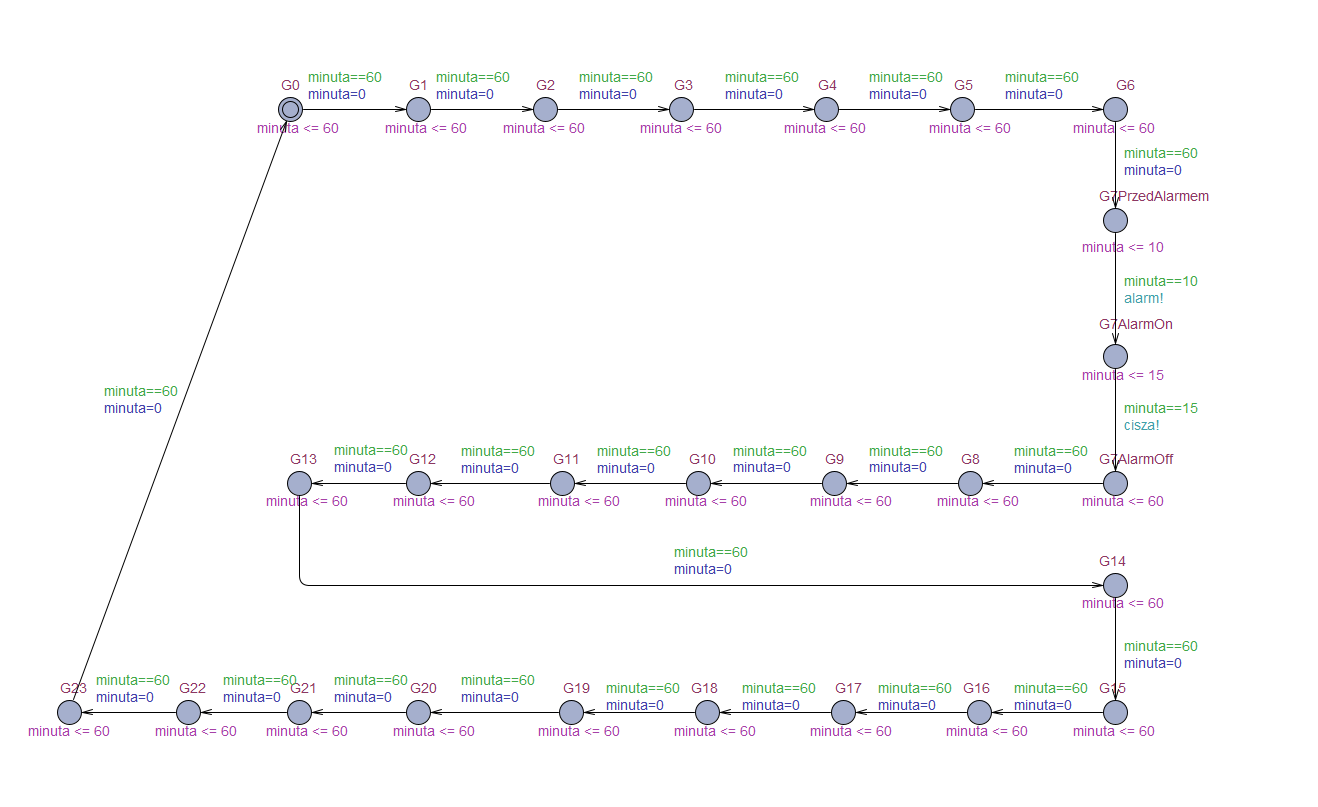 G0
minuta==60
minuta=0
minuta <= 60
G1
minuta==60
minuta=0
minuta <= 60
G2
minuta==60
minuta=0
minuta <= 60
G3
minuta==60
minuta=0
minuta <= 60
G4
minuta==60
minuta=0
minuta <= 60
G5
minuta==60
minuta=0
minuta <= 60
G6
minuta <= 60
minuta==60
minuta=0
G7PrzedAlarmem
minuta <= 10
minuta==10
alarm!
G7AlarmOn
minuta <= 15
minuta==15
cisza!
G7AlarmOff
minuta <= 60
minuta==60
minuta=0
G8
minuta <= 60
minuta==60
minuta=0
G9
minuta <= 60
minuta==60
minuta=0
G10
minuta <= 60
minuta==60
minuta=0
G11
minuta <= 60
minuta==60
minuta=0
G12
minuta <= 60
minuta==60
minuta=0
G13
minuta <= 60
minuta==60
minuta=0
G14
minuta <= 60
minuta==60
minuta=0
G15
minuta <= 60
minuta==60
minuta=0
G16
minuta <= 60
minuta==60
minuta=0
G17
minuta <= 60
minuta==60
minuta=0
G18
minuta <= 60
minuta==60
minuta=0
G19
minuta <= 60
minuta==60
minuta=0
G20
minuta <= 60
minuta==60
minuta=0
G21
minuta <= 60
minuta==60
minuta=0
G22
minuta <= 60
minuta==60
minuta=0
G23
minuta <= 60
minuta==60
minuta=0